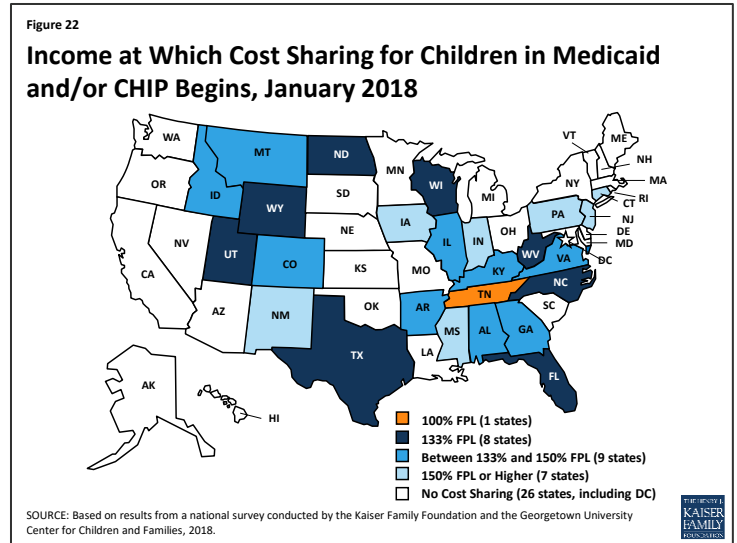 Figure 22
Income at Which Cost Sharing for Children in Medicaid
and/or CHIP Begins, January 2018
WA
MT
ND
MN
VT
ME
NH
MA
OR
ID
WY
SD
WI
MI
NY
RI
CT
NJ
DE
MD
DC
NV
UT
CO
NE
IA
IL
IN
OH
PA
WV
VA
CA
KS
MO
KY
NC
AZ
NM
OK
AR
TN
SC
MS
AL
GA
TX
LA
FL
AK
HI
100% FPL (1 states)
133% FPL (8 states)
Between 133% and 150% FPL (9 states)
150% FPL or Higher (7 states)
No Cost Sharing (26 states, including DC)
SOURCE: Based on results from a national survey conducted by the Kaiser Family Foundation and the Georgetown University
Center for Children and Families, 2018.
THE HENRY J.
KAISER
FAMILY
FOUNDATION